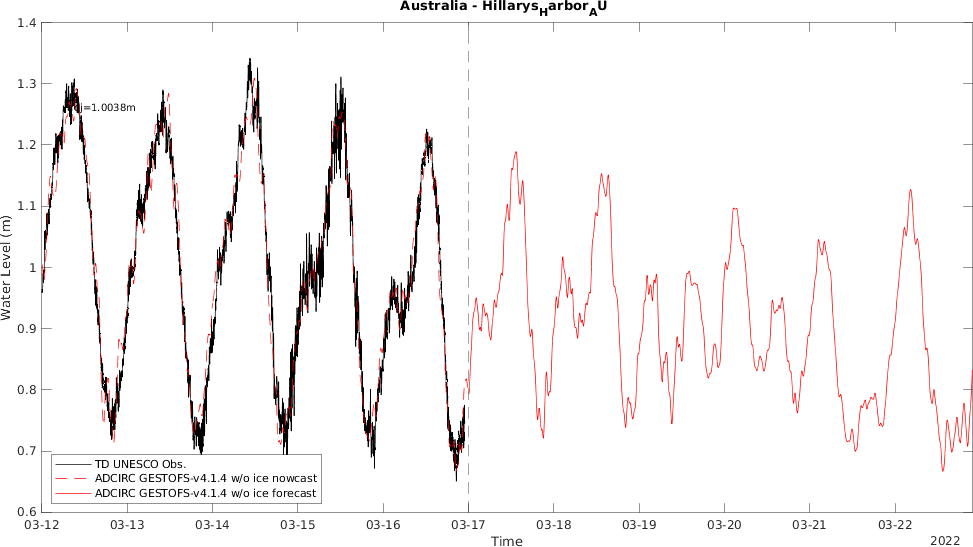 Australia - HillarysHarborAU
1.4
1.3
1.2
1.1
1
0.9
0.8
0.7
0.6
Water Level (m)
=1.0038m
TD UNESCO Obs.
ADCIRC GESTOFS-v4.1.4 w/o ice nowcast
ADCIRC GESTOFS-v4.1.4 w/o ice forecast
03-12 03-13 03-14 03-15 03-16 03-17 03-18 03-19 03-20 03-21 03-22
Time
2022